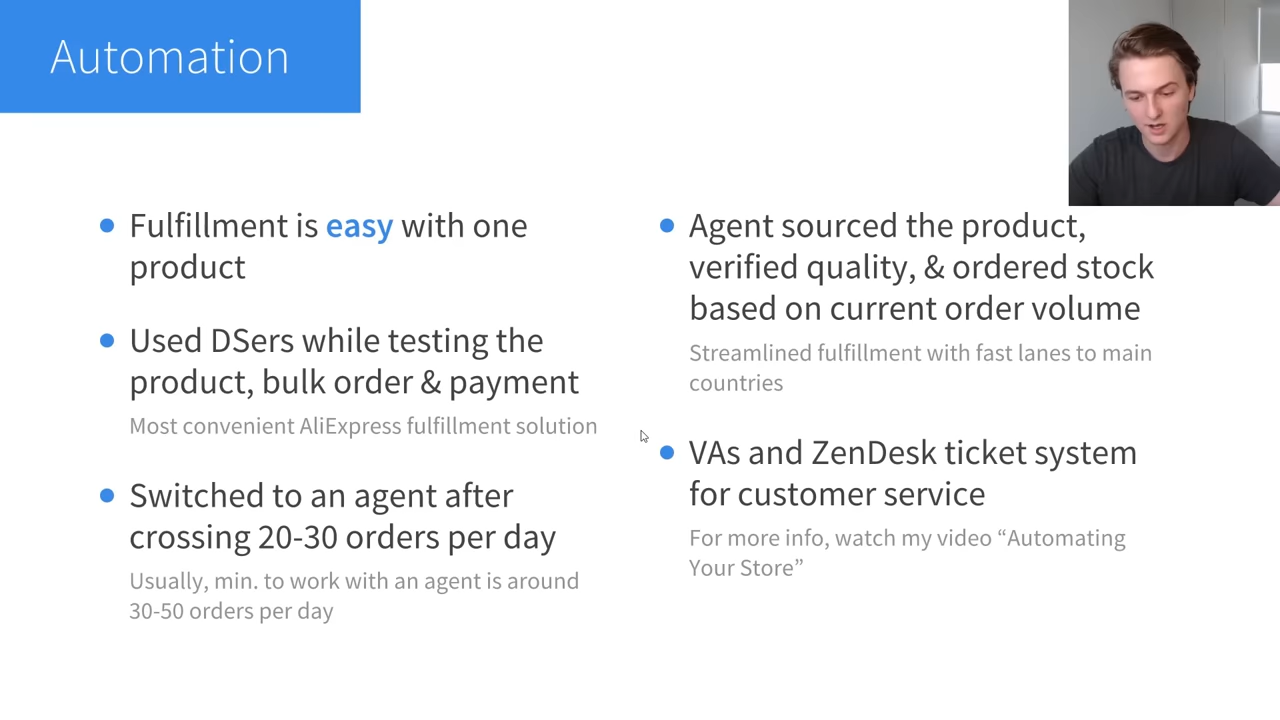 Automation
Fulfillment is easy with one
product
Used DSers while testing the
product, bulk order & payment
Most convenient AliExpress fulfillment solution
Switched to an agent after
crossing 20-30 orders per day
Usually, min. to work with an agent is around
30-50 orders per day
Agent sourced the product,
verified quality, & ordered stock
based on current order volume
Streamlined fulfillment with fast lanes to main
countries
VAs and ZenDesk ticket system
for customer service
For more info, watch my video “Automating
Your Store”